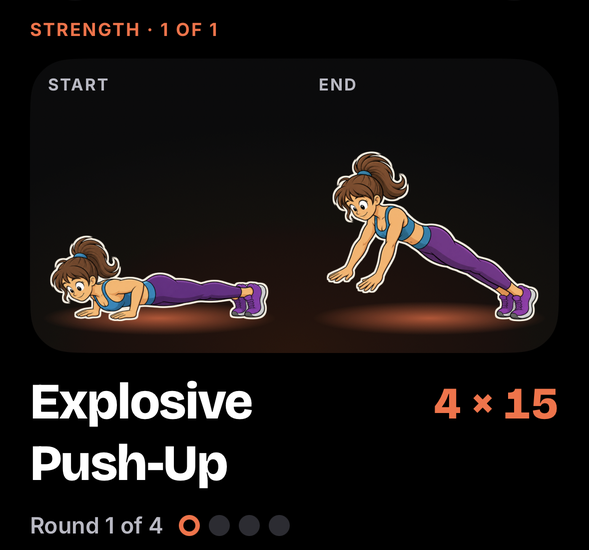 STRENGTH · 1 OF 1
START
END
Explosive
Push-Up
4 × 15
Round 1 of 4